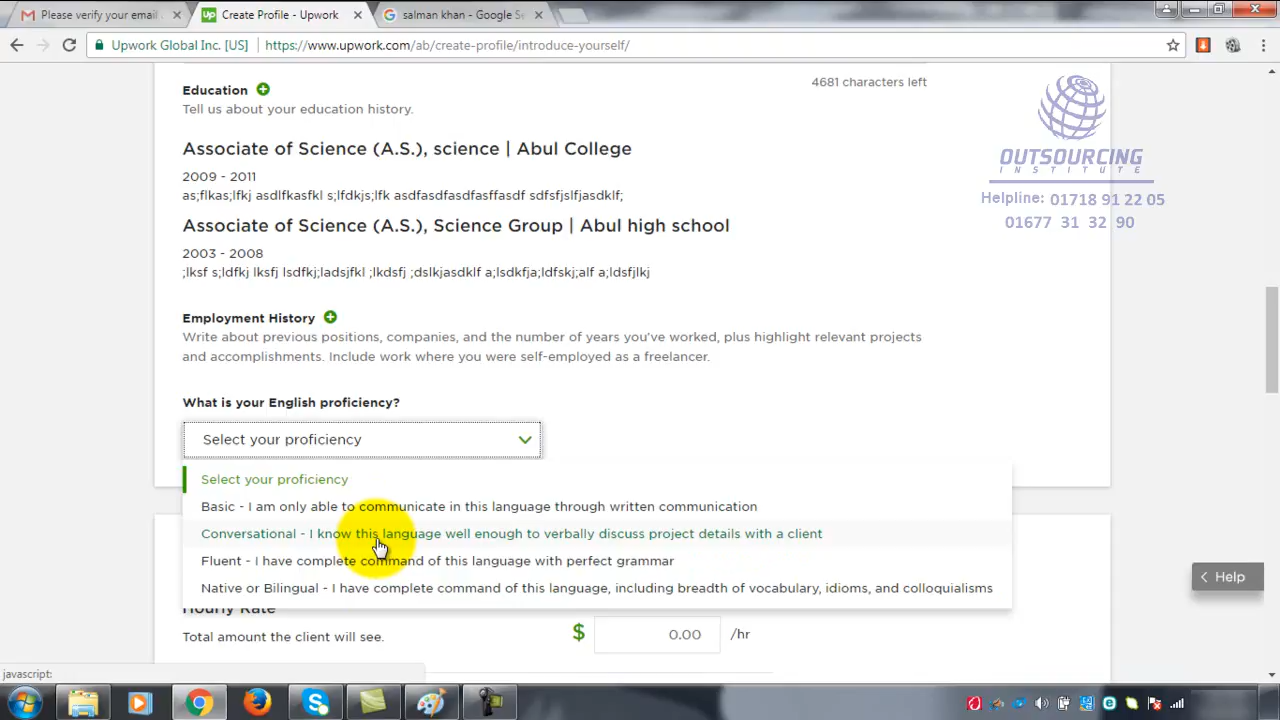 Please verify your email
Create Profile - Upwork
salman khan - Google Se
Upwork Global Inc. [US]
https://www.upwork.com/ab/create-profile/introduce-yourself/
4681 characters left
Education
Tell us about your education history.
Associate of Science (A.S.), science | Abul College
2009 - 2011
as;flkas;lfkj asdlfkasfkl s;lfdkjs;lfk asdfasdfasdfasffasdf sdfsfjslfjasdklf;
Associate of Science (A.S.), Science Group | Abul high school
2003 - 2008
;lksf s;ldfkj lksfj lsdfkj;ladsjfkl ;lkdsfj ;dslkjasdklf a;lsdkfja;ldfskj;alf a;ldsfjlkj
OUTSOURCING
INSTITUTE
Helpline: 01718 91 22 05
01677 31 32 90
Employment History
Write about previous positions, companies, and the number of years you've worked, plus highlight relevant projects
and accomplishments. Include work where you were self-employed as a freelancer.
What is your English proficiency?
Select your proficiency
Select your proficiency
Basic - I am only able to communicate in this language through written communication
Conversational - I know this language well enough to verbally discuss project details with a client
Fluent - I have complete command of this language with perfect grammar
Native or Bilingual - I have complete command of this language, including breadth of vocabulary, idioms, and colloquialisms
Help
Hourly Rate
Total amount the client will see.
$ 0.00 /hr
javascript: